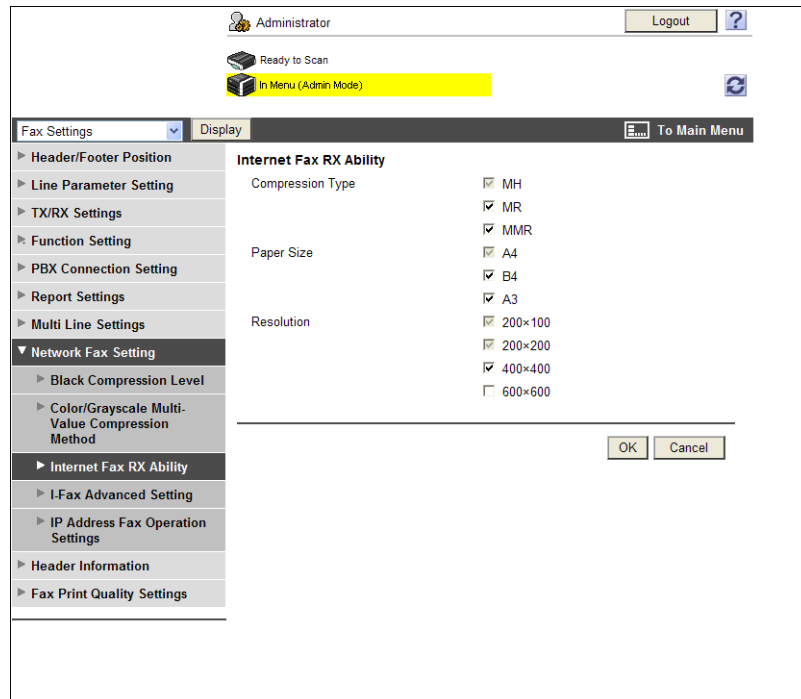 Administrator
Logout
?
Ready to Scan
In Menu (Admin Mode)
Fax Settings
Display
To Main Menu
Header/Footer Position
Line Parameter Setting
TX/RX Settings
Function Setting
PBX Connection Setting
Report Settings
Multi Line Settings
Network Fax Setting
Black Compression Level
Color/Grayscale Multi-
Value Compression
Method
Internet Fax RX Ability
I-Fax Advanced Setting
IP Address Fax Operation
Settings
Header Information
Fax Print Quality Settings
Internet Fax RX Ability
Compression Type
MH
MR
MMR
Paper Size
A4
B4
A3
Resolution
200×100
200×200
400×400
600×600
OK
Cancel